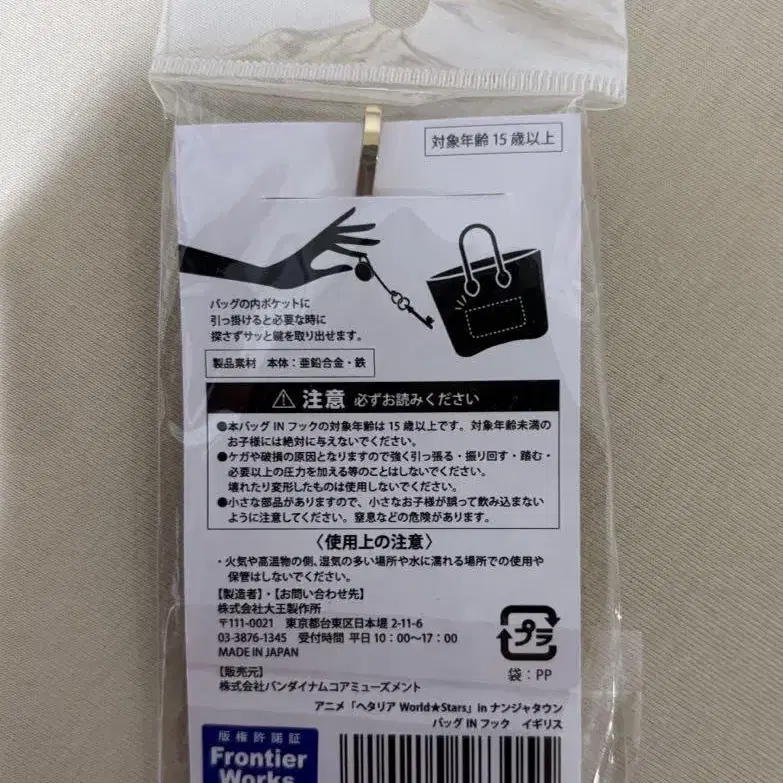 対象年齢 15 歳以上
バッグの内ポケットに
引っ掛けると必要な時に
探さずサッと鍵を取り出せます。
製品素材　本体：亜鉛合金・鉄
⚠ 注意 必ずお読みください
●本バッグ IN フックの対象年齢は 15 歳以上です。対象年齢未満の
お子様には絶対に与えないでください。
●ケガや破損の原因となりますので強く引っ張る・振り回す・踏む・
必要以上の圧力を加える等のことはしないでください。
壊れたり変形したものは使用しないでください。
●小さな部品がありますので、小さなお子様が誤って飲み込まない
ように注意してください。窒息などの危険があります。
〈使用上の注意〉
・火気や高温物の側、湿気の多い場所や水に濡れる場所での使用や
保管はしないでください。
【製造者】・【お問い合わせ先】
株式会社大王製作所
〒111-0021　東京都台東区日本堤 2-11-6
03-3876-1345　受付時間 平日 10：00～17：00
MADE IN JAPAN
プラ
袋：PP
【販売元】
株式会社バンダイナムコアミューズメント
アニメ「ヘタリア World★Stars」in ナンジャタウン
バッグ IN フック　イギリス
版権許諾証
Frontier
Works